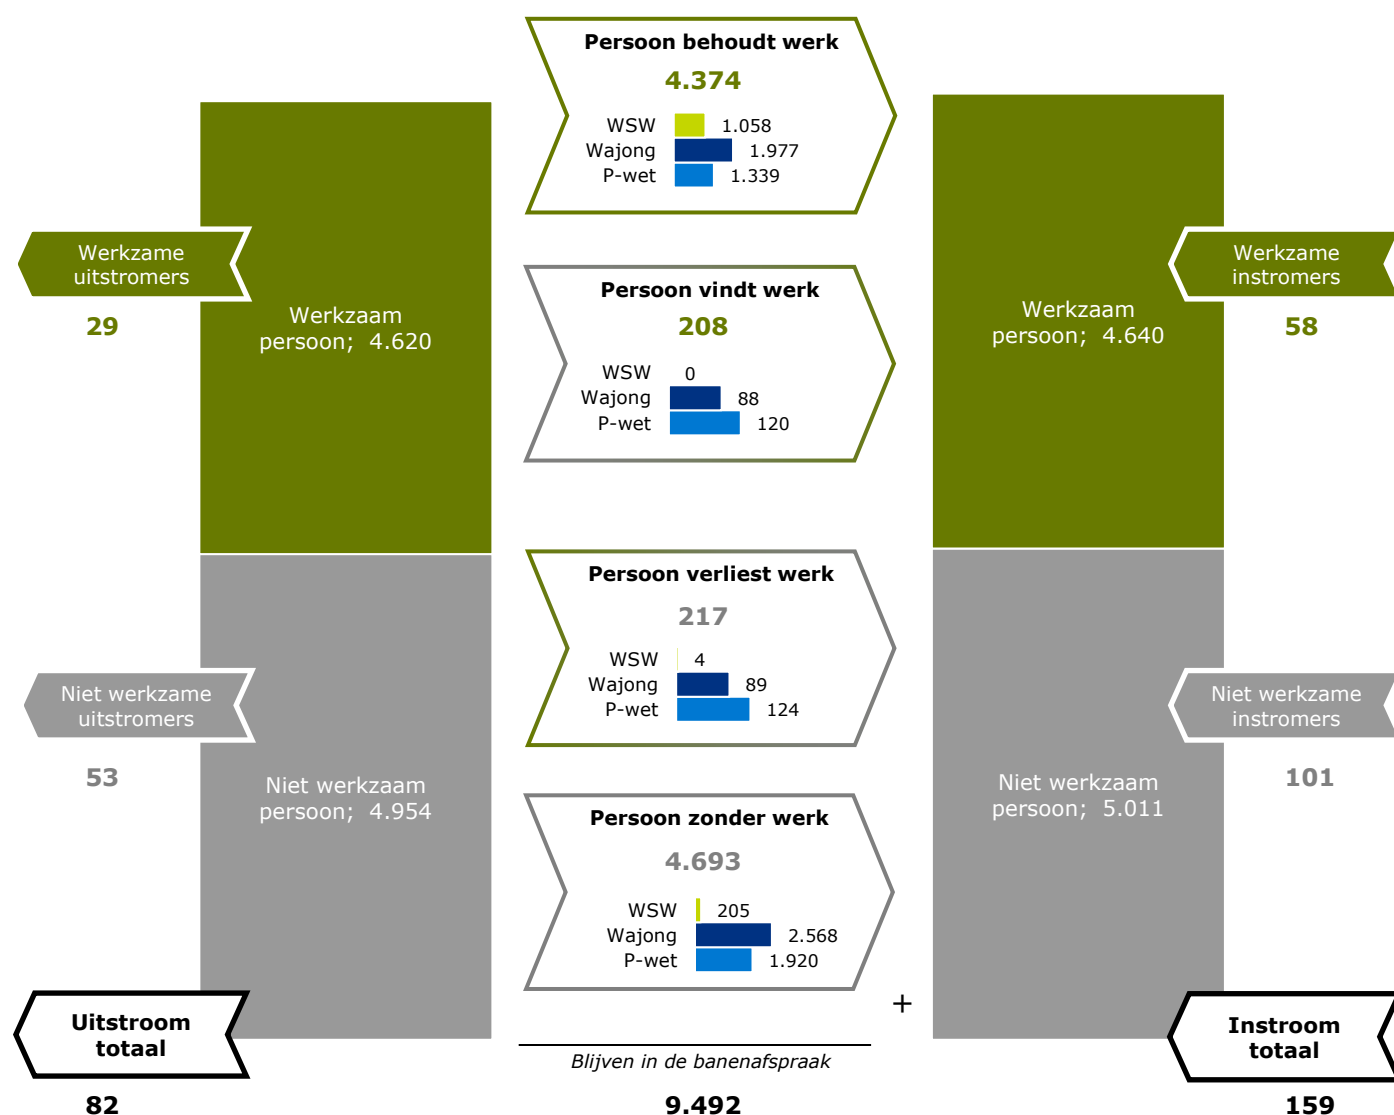 Persoon behoudt werk
4.374
WSW 1.058
Wajong 1.977
P-wet 1.339
Werkzame
uitstromers
29
Werkzaam
persoon; 4.620
Persoon vindt werk
208
WSW 0
Wajong 88
P-wet 120
Werkzaam
persoon; 4.640
Werkzame
instromers
58
Persoon verliest werk
217
WSW 4
Wajong 89
P-wet 124
Niet werkzame
uitstromers
53
Niet werkzaam
persoon; 4.954
Persoon zonder werk
4.693
WSW 205
Wajong 2.568
P-wet 1.920
Niet werkzaam
persoon; 5.011
Niet werkzame
instromers
101
+
Uitstroom
totaal
82
Blijven in de banenafspraak
9.492
Instroom
totaal
159